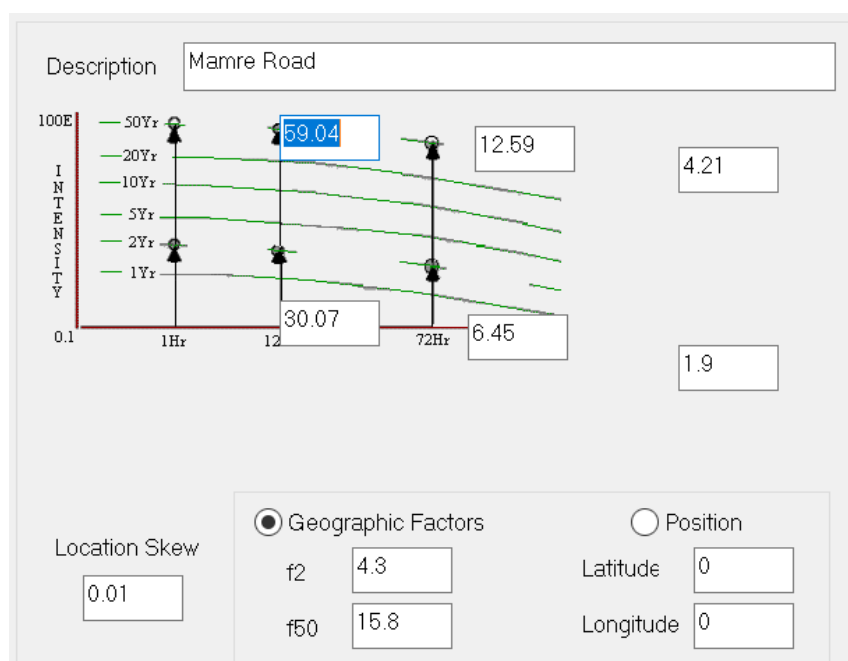 Description Mamre Road
100E
50Yr
59.04
12.59
4.21
20Yr
10Yr
5Yr
2Yr
1Yr
INTENSITY
30.07
6.45
1.9
0.1
1Hr
12
72Hr
Location Skew
0.01
Geographic Factors
f2 4.3
f50 15.8
Position
Latitude 0
Longitude 0